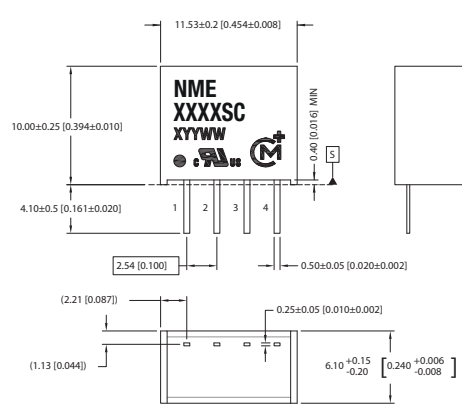 11.53±0.2 [0.454±0.008]
NME
XXXXSC
XYYWW
c RU us
CM+
10.00±0.25 [0.394±0.010]
0.40 [0.016] MIN
S
4.10±0.5 [0.161±0.020]
1 2 3 4
2.54 [0.100]
0.50±0.05 [0.020±0.002]
(2.21 [0.087])
0.25±0.05 [0.010±0.002]
(1.13 [0.044])
6.10 +0.15 -0.20 [0.240 +0.006 -0.008]